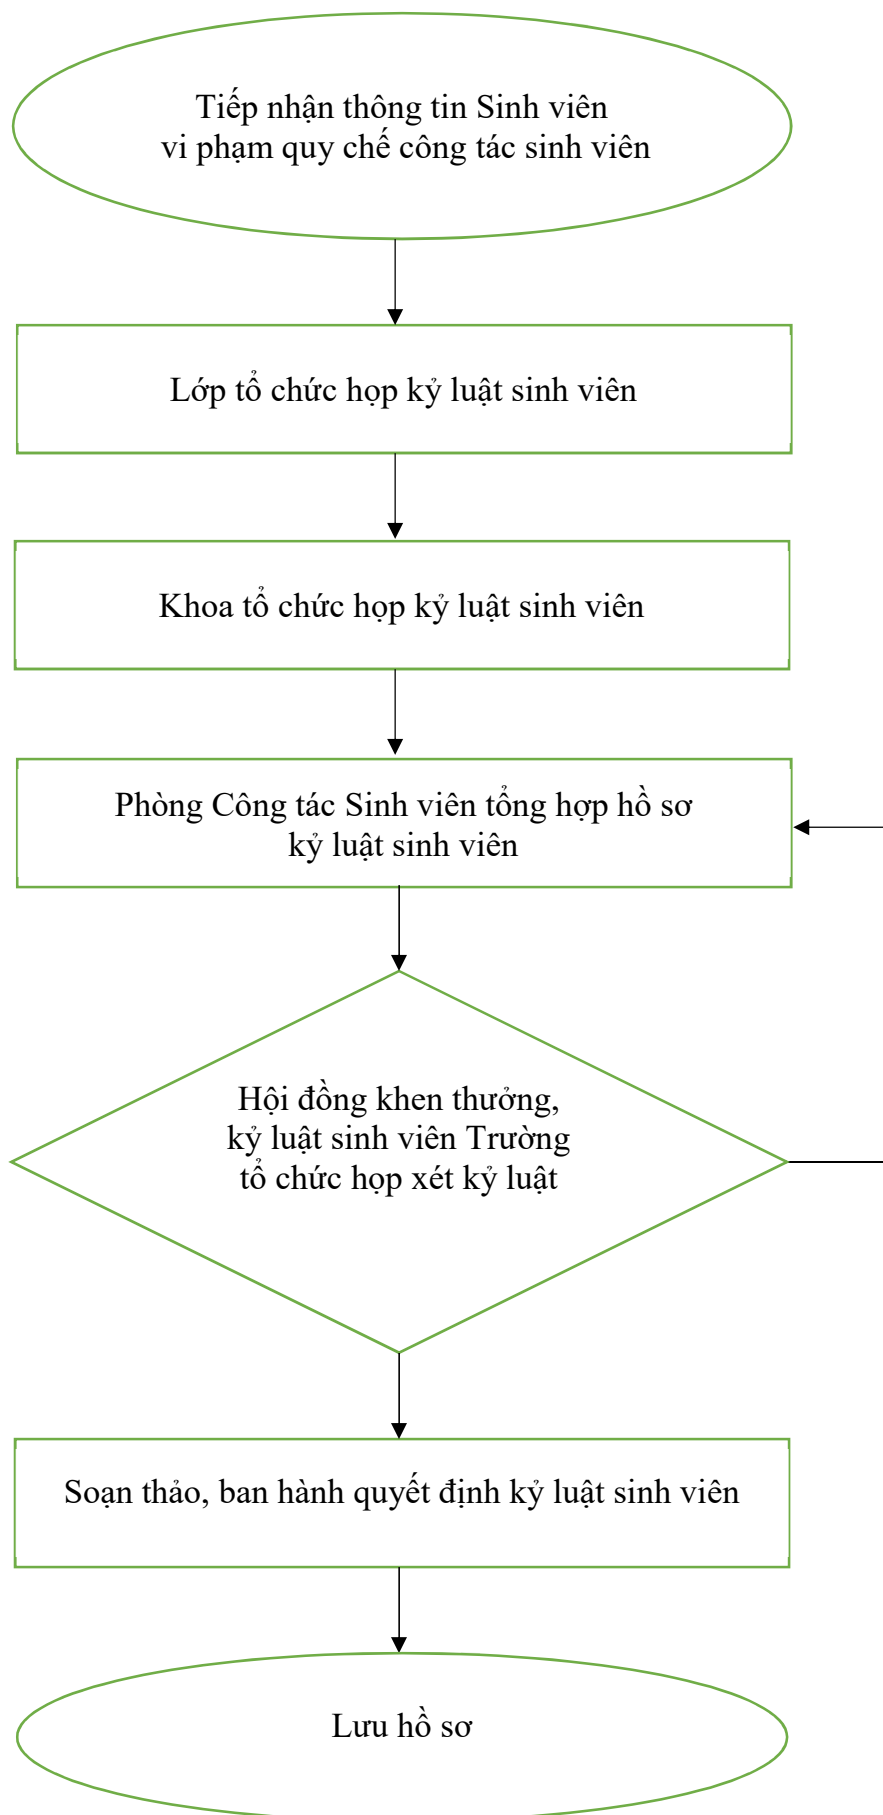 Tiếp nhận thông tin Sinh viên
vi phạm quy chế công tác sinh viên
Lớp tổ chức họp kỷ luật sinh viên
Khoa tổ chức họp kỷ luật sinh viên
Phòng Công tác Sinh viên tổng hợp hồ sơ
kỷ luật sinh viên
Hội đồng khen thưởng,
kỷ luật sinh viên Trường
tổ chức họp xét kỷ luật
Soạn thảo, ban hành quyết định kỷ luật sinh viên
Lưu hồ sơ